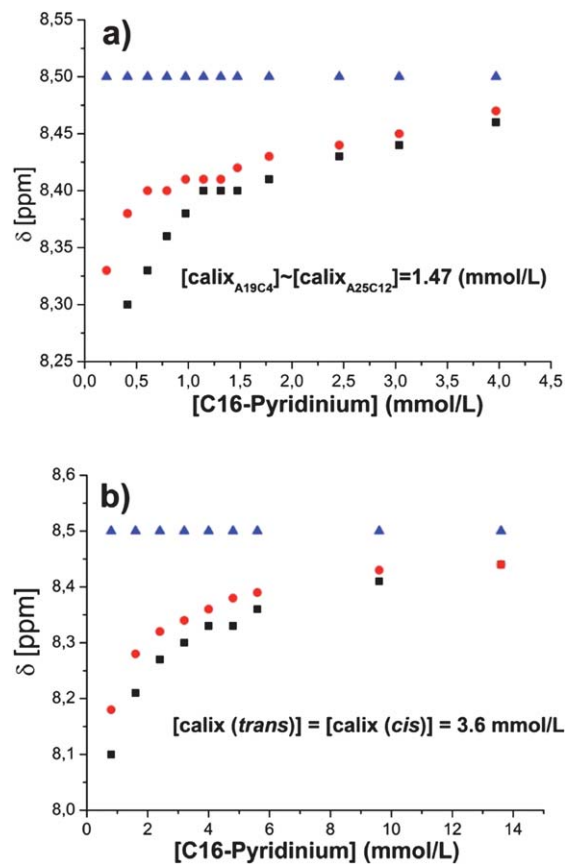 a)
8,55
8,50
8,45
8,40
8,35
8,30
8,25
δ [ppm]
[calixA19C4]~[calixA25C12]=1.47 (mmol/L)
0,0 0,5 1,0 1,5 2,0 2,5 3,0 3,5 4,0 4,5
[C16-Pyridinium] (mmol/L)
b)
8,6
8,5
8,4
8,3
8,2
8,1
8,0
δ [ppm]
[calix (trans)] = [calix (cis)] = 3.6 mmol/L
0 2 4 6 8 10 12 14
[C16-Pyridinium] (mmol/L)